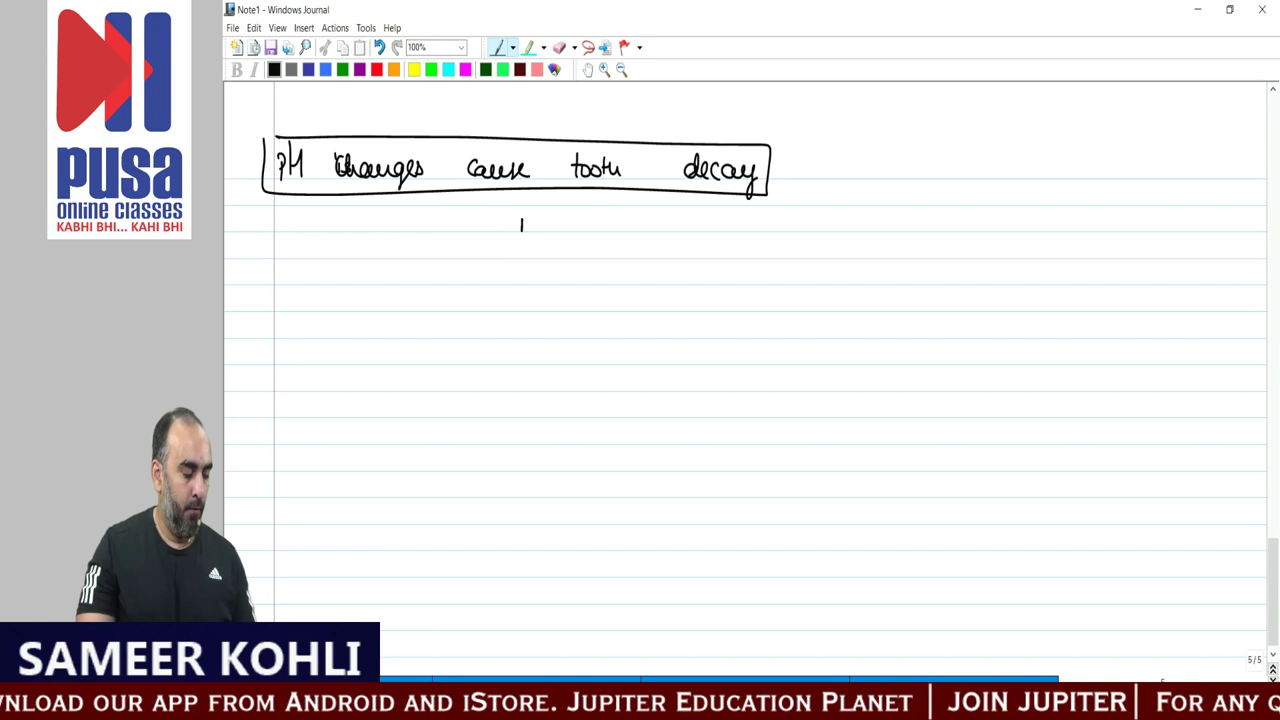 Note1 - Windows Journal
File Edit View Insert Actions Tools Help
100%
B I
PUSA
ONLINE CLASSES
KABHI BHI... KAHI BHI
PH changes cause tooth decay
5/5
SAMEER KOHLI
WNLOAD OUR APP FROM ANDROID AND ISTORE. JUPITER EDUCATION PLANET | JOIN JUPITER | FOR ANY Q